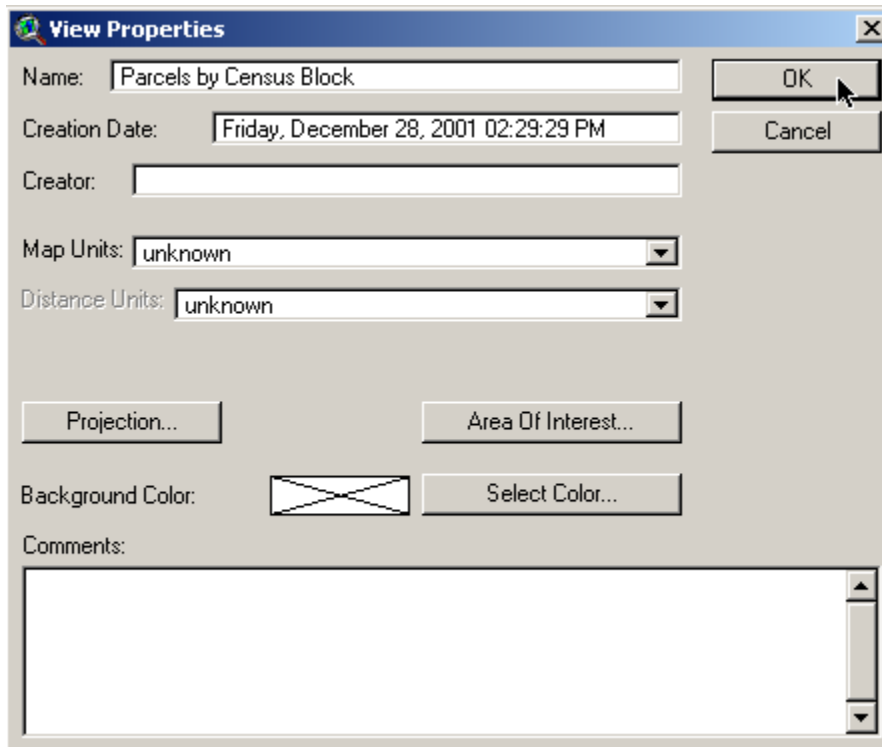 View Properties
Name: Parcels by Census Block
OK
Creation Date: Friday, December 28, 2001 02:29:29 PM
Cancel
Creator:
Map Units: unknown
Distance Units: unknown
Projection... Area Of Interest...
Background Color: Select Color...
Comments: